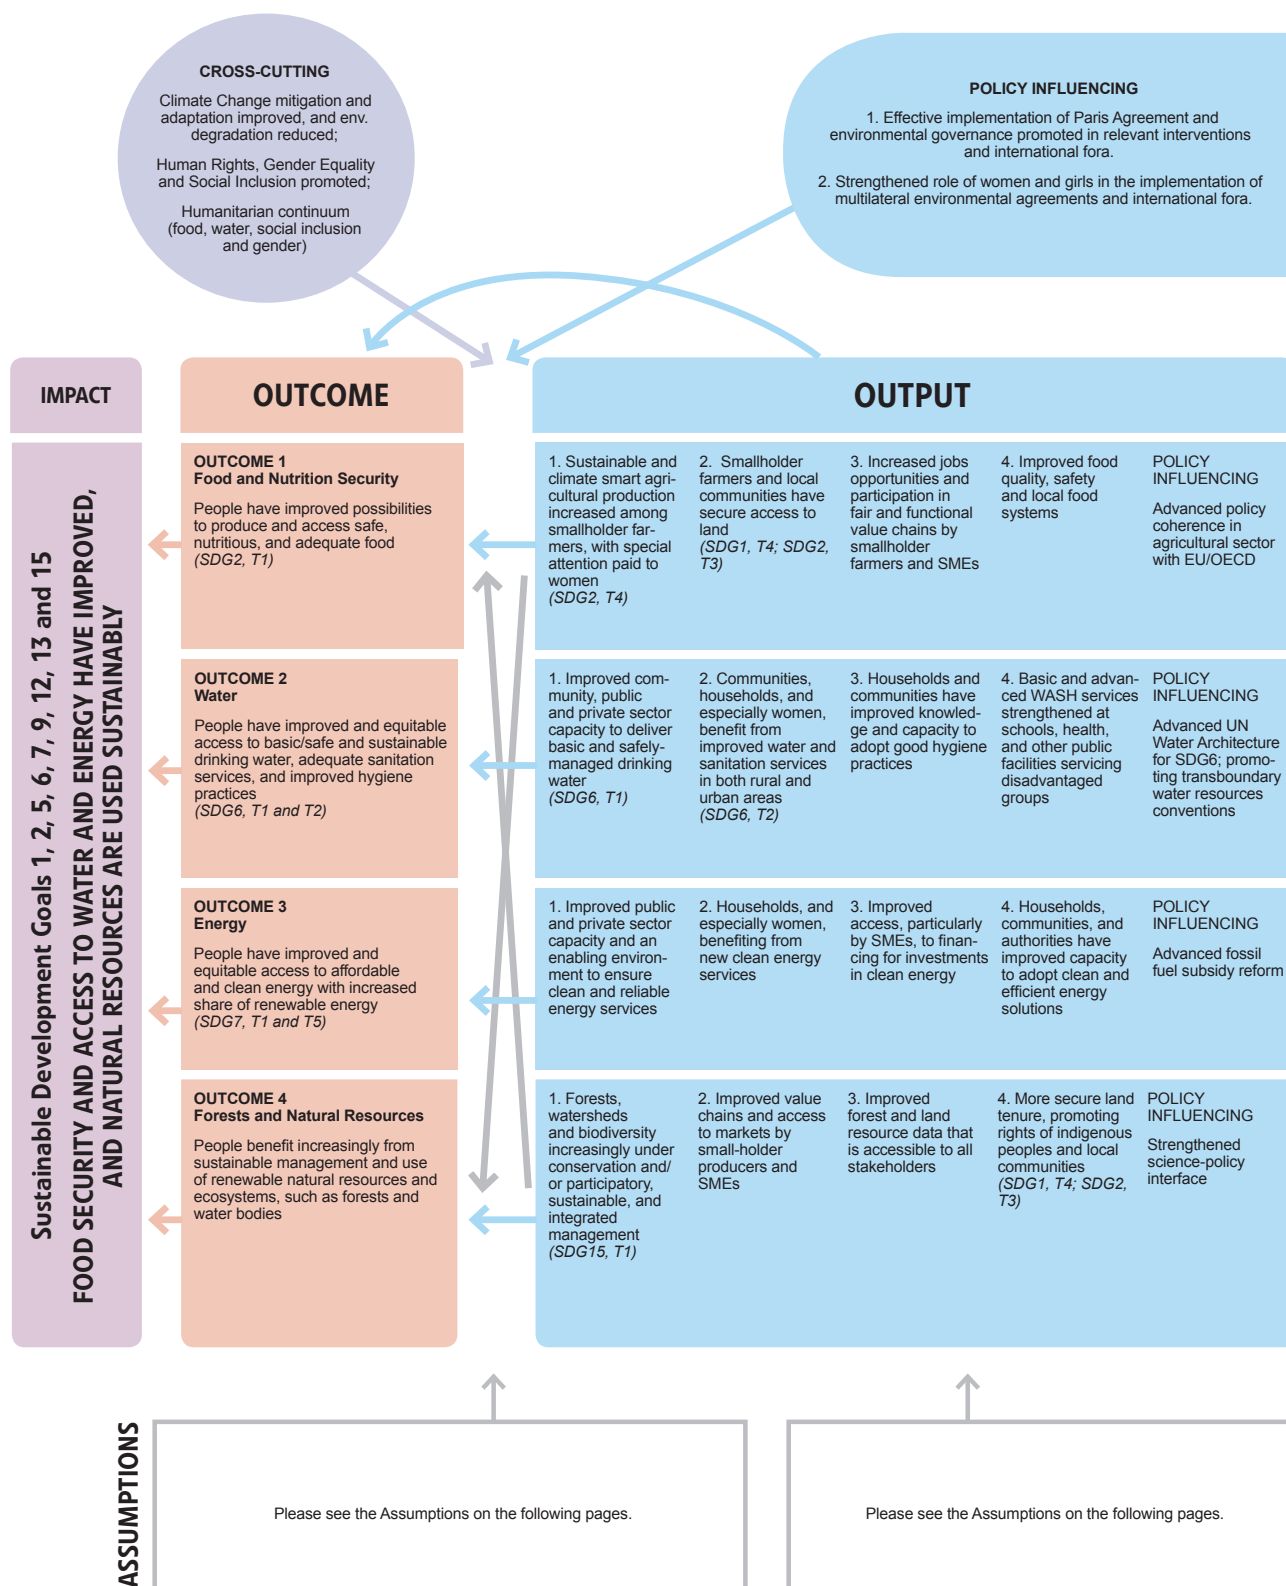 CROSS-CUTTING
Climate Change mitigation and
adaptation improved, and env.
degradation reduced;
Human Rights, Gender Equality
and Social Inclusion promoted;
Humanitarian continuum
(food, water, social inclusion
and gender)
POLICY INFLUENCING
1. Effective implementation of Paris Agreement and
environmental governance promoted in relevant interventions
and international fora.
2. Strengthened role of women and girls in the implementation of
multilateral environmental agreements and international fora.
IMPACT
OUTCOME
OUTPUT
Sustainable Development Goals 1, 2, 5, 6, 7, 9, 12, 13 and 15
FOOD SECURITY AND ACCESS TO WATER AND ENERGY HAVE IMPROVED,
AND NATURAL RESOURCES ARE USED SUSTAINABLY
OUTCOME 1
Food and Nutrition Security
People have improved possibilities
to produce and access safe,
nutritious, and adequate food
(SDG2, T1)
1. Sustainable and
climate smart agri-
cultural production
increased among
smallholder far-
mers, with special
attention paid to
women
(SDG2, T4)
2. Smallholder
farmers and local
communities have
secure access to
land
(SDG1, T4; SDG2,
T3)
3. Increased jobs
opportunities and
participation in
fair and functional
value chains by
smallholder
farmers and SMEs
4. Improved food
quality, safety
and local food
systems
POLICY
INFLUENCING
Advanced policy
coherence in
agricultural sector
with EU/OECD
OUTCOME 2
Water
People have improved and equitable
access to basic/safe and sustainable
drinking water, adequate sanitation
services, and improved hygiene
practices
(SDG6, T1 and T2)
1. Improved com-
munity, public
and private sector
capacity to deliver
basic and safely-
managed drinking
water
(SDG6, T1)
2. Communities,
households, and
especially women,
benefit from
improved water and
sanitation services
in both rural and
urban areas
(SDG6, T2)
3. Households and
communities have
improved knowled-
ge and capacity to
adopt good hygiene
practices
4. Basic and advan-
ced WASH services
strengthened at
schools, health,
and other public
facilities servicing
disadvantaged
groups
POLICY
INFLUENCING
Advanced UN
Water Architecture
for SDG6; promo-
ting transboundary
water resources
conventions
OUTCOME 3
Energy
People have improved and
equitable access to affordable
and clean energy with increased
share of renewable energy
(SDG7, T1 and T5)
1. Improved public
and private sector
capacity and an
enabling environ-
ment to ensure
clean and reliable
energy services
2. Households, and
especially women,
benefiting from
new clean energy
services
3. Improved
access, particularly
by SMEs, to finan-
cing for investments
in clean energy
4. Households,
communities, and
authorities have
improved capacity
to adopt clean and
efficient energy
solutions
POLICY
INFLUENCING
Advanced fossil
fuel subsidy reform
OUTCOME 4
Forests and Natural Resources
People benefit increasingly from
sustainable management and use
of renewable natural resources and
ecosystems, such as forests and
water bodies
1. Forests,
watersheds
and biodiversity
increasingly under
conservation and/
or participatory,
sustainable, and
integrated
management
(SDG15, T1)
2. Improved value
chains and access
to markets by
small-holder
producers and
SMEs
3. Improved
forest and land
resource data that
is accessible to all
stakeholders
4. More secure land
tenure, promoting
rights of indigenous
peoples and local
communities
(SDG1, T4; SDG2,
T3)
POLICY
INFLUENCING
Strengthened
science-policy
interface
ASSUMPTIONS
Please see the Assumptions on the following pages.
Please see the Assumptions on the following pages.